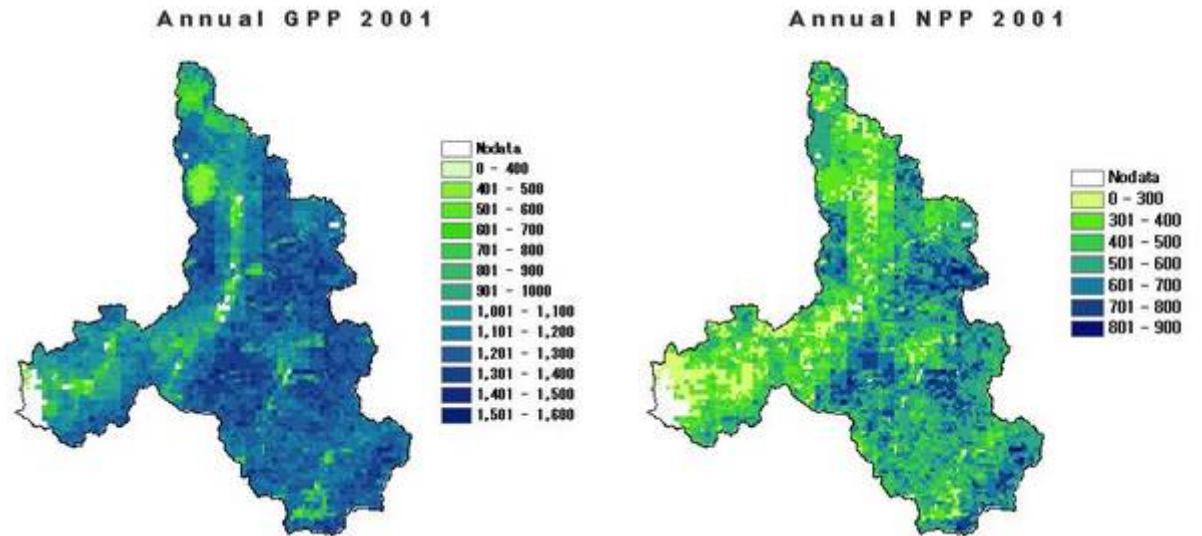 Annual GPP 2001
Annual NPP 2001
Nodata
0 - 400
401 - 500
501 - 600
601 - 700
701 - 800
801 - 900
901 - 1000
1,001 - 1,100
1,101 - 1,200
1,201 - 1,300
1,301 - 1,400
1,401 - 1,500
1,501 - 1,600
Nodata
0 - 300
301 - 400
401 - 500
501 - 600
601 - 700
701 - 800
801 - 900